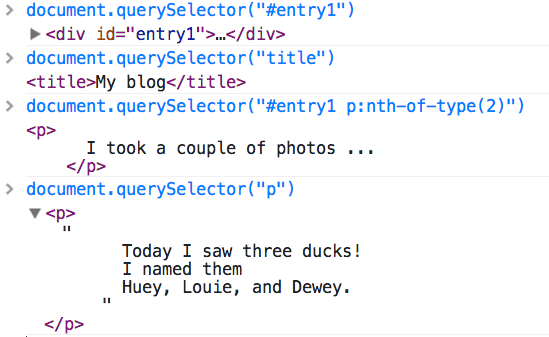 > document.querySelector("#entry1")
▶<div id="entry1">…</div>
> document.querySelector("title")
<title>My blog</title>
> document.querySelector("#entry1 p:nth-of-type(2)")
<p>
I took a couple of photos ...
</p>
> document.querySelector("p")
▼<p>
"
Today I saw three ducks!
I named them
Huey, Louie, and Dewey.
"
</p>